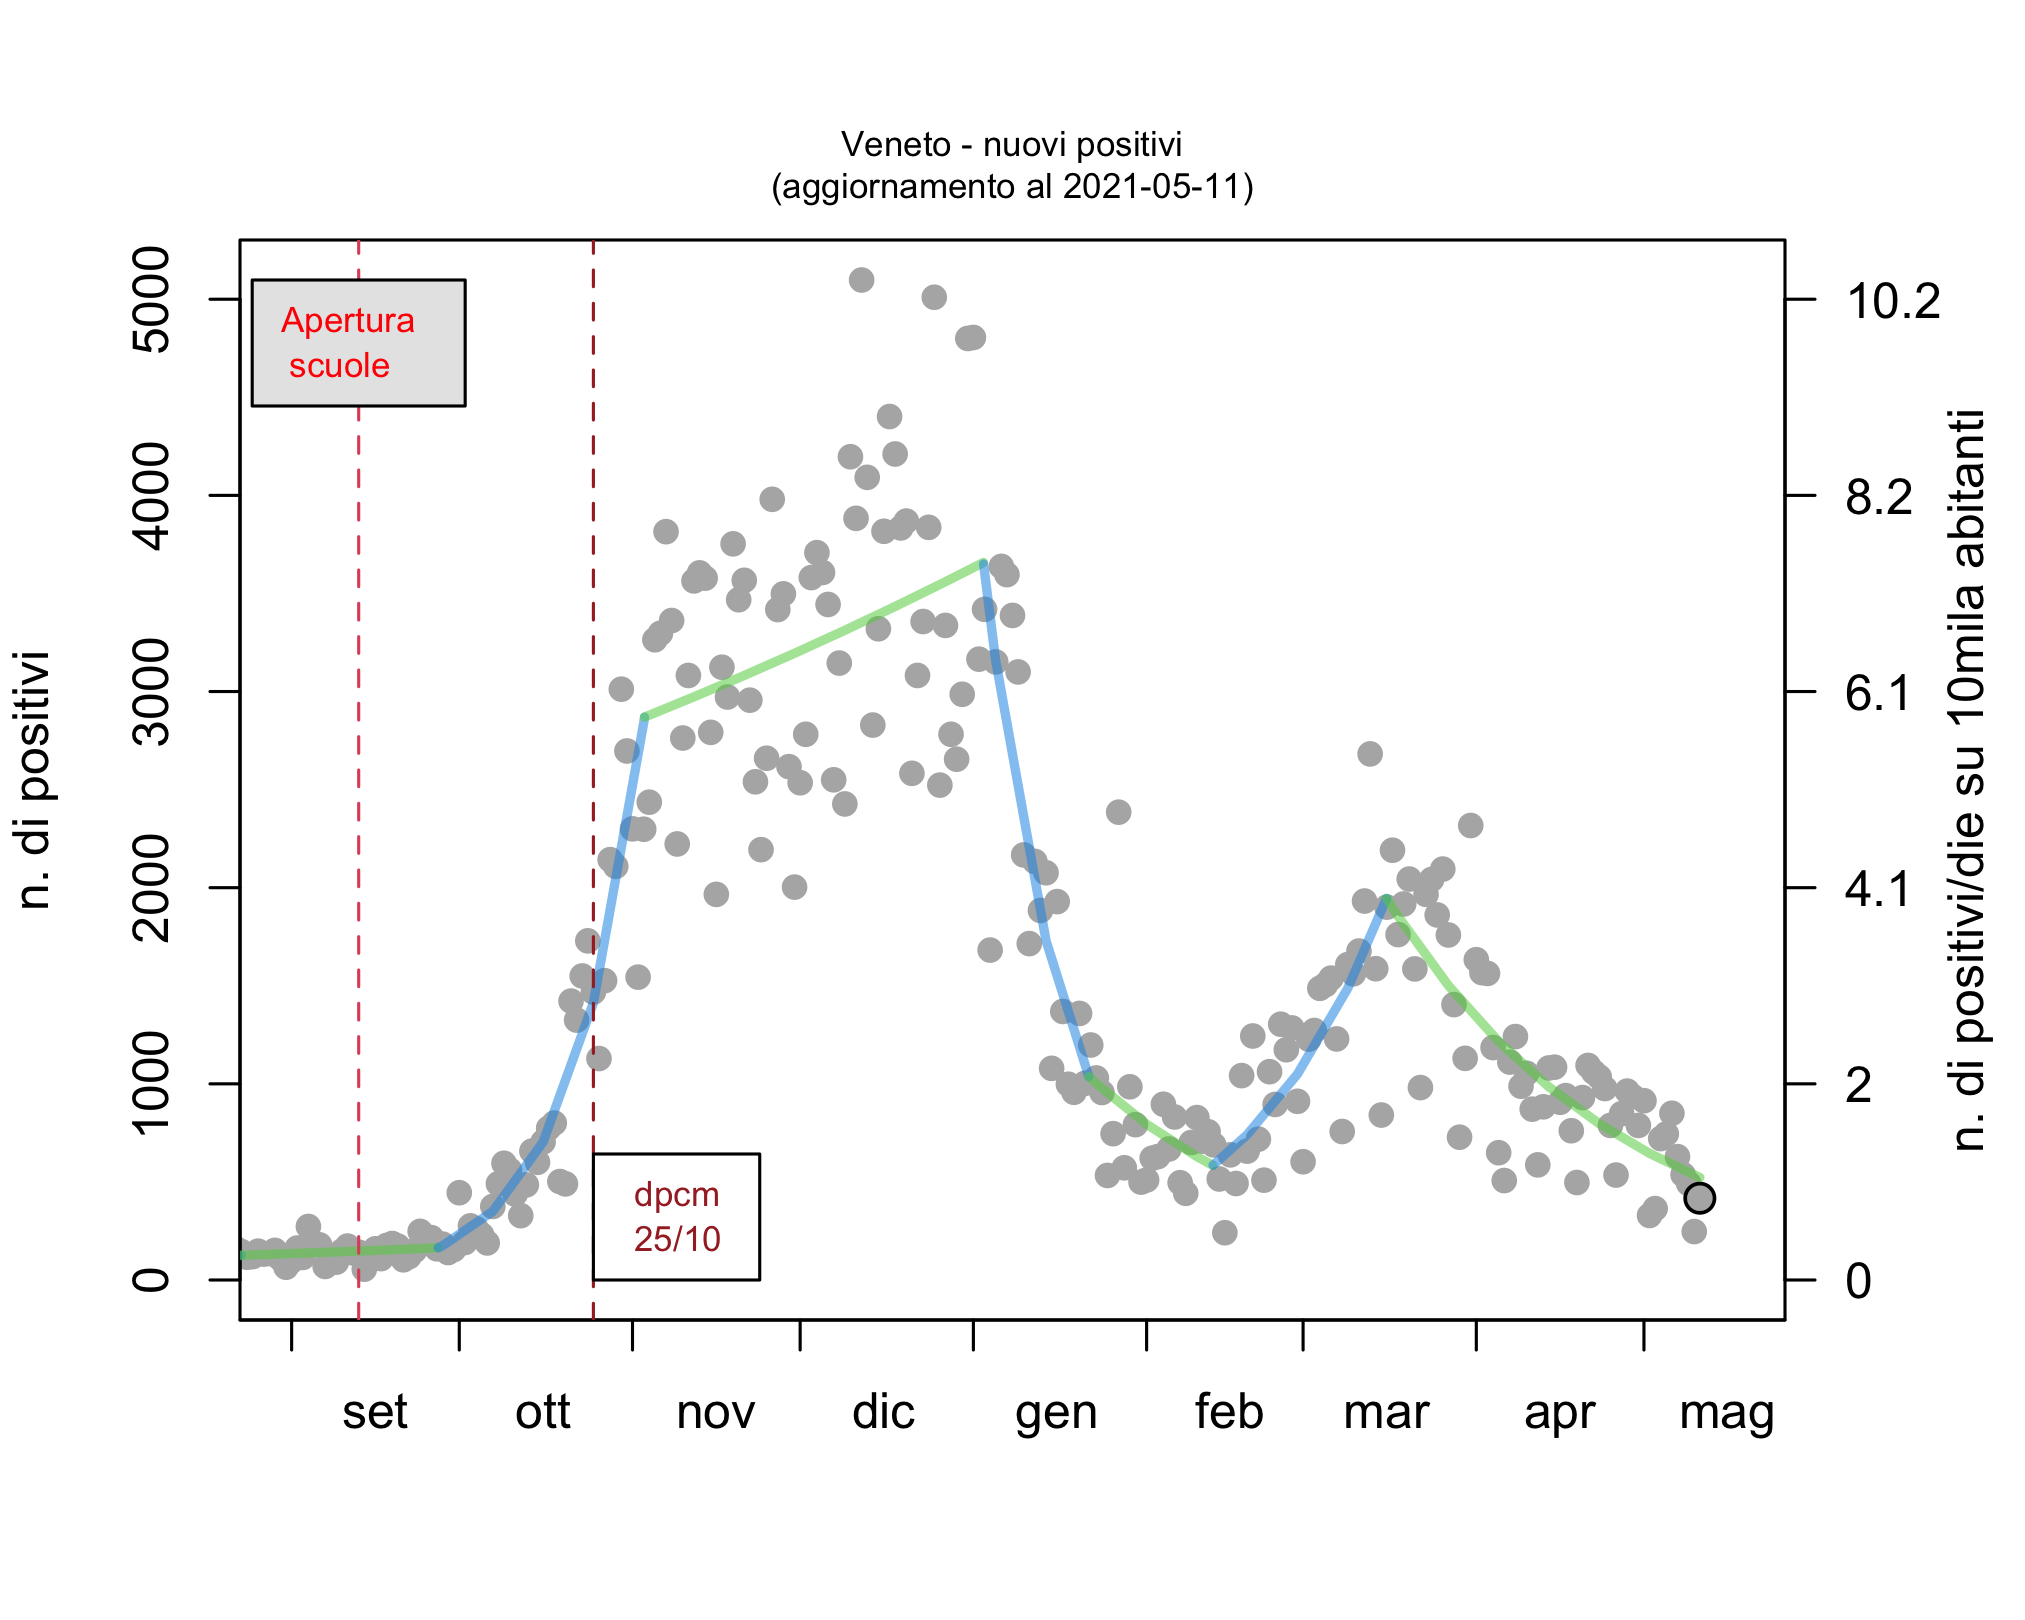 Veneto - nuovi positivi
(aggiornamento al 2021-05-11)
n. di positivi
5000
4000
3000
2000
1000
0
Apertura
scuole
dpcm
25/10
10.2
8.2
6.1
4.1
2
0
n. di positivi/die su 10mila abitanti
set ott nov dic gen feb mar apr mag